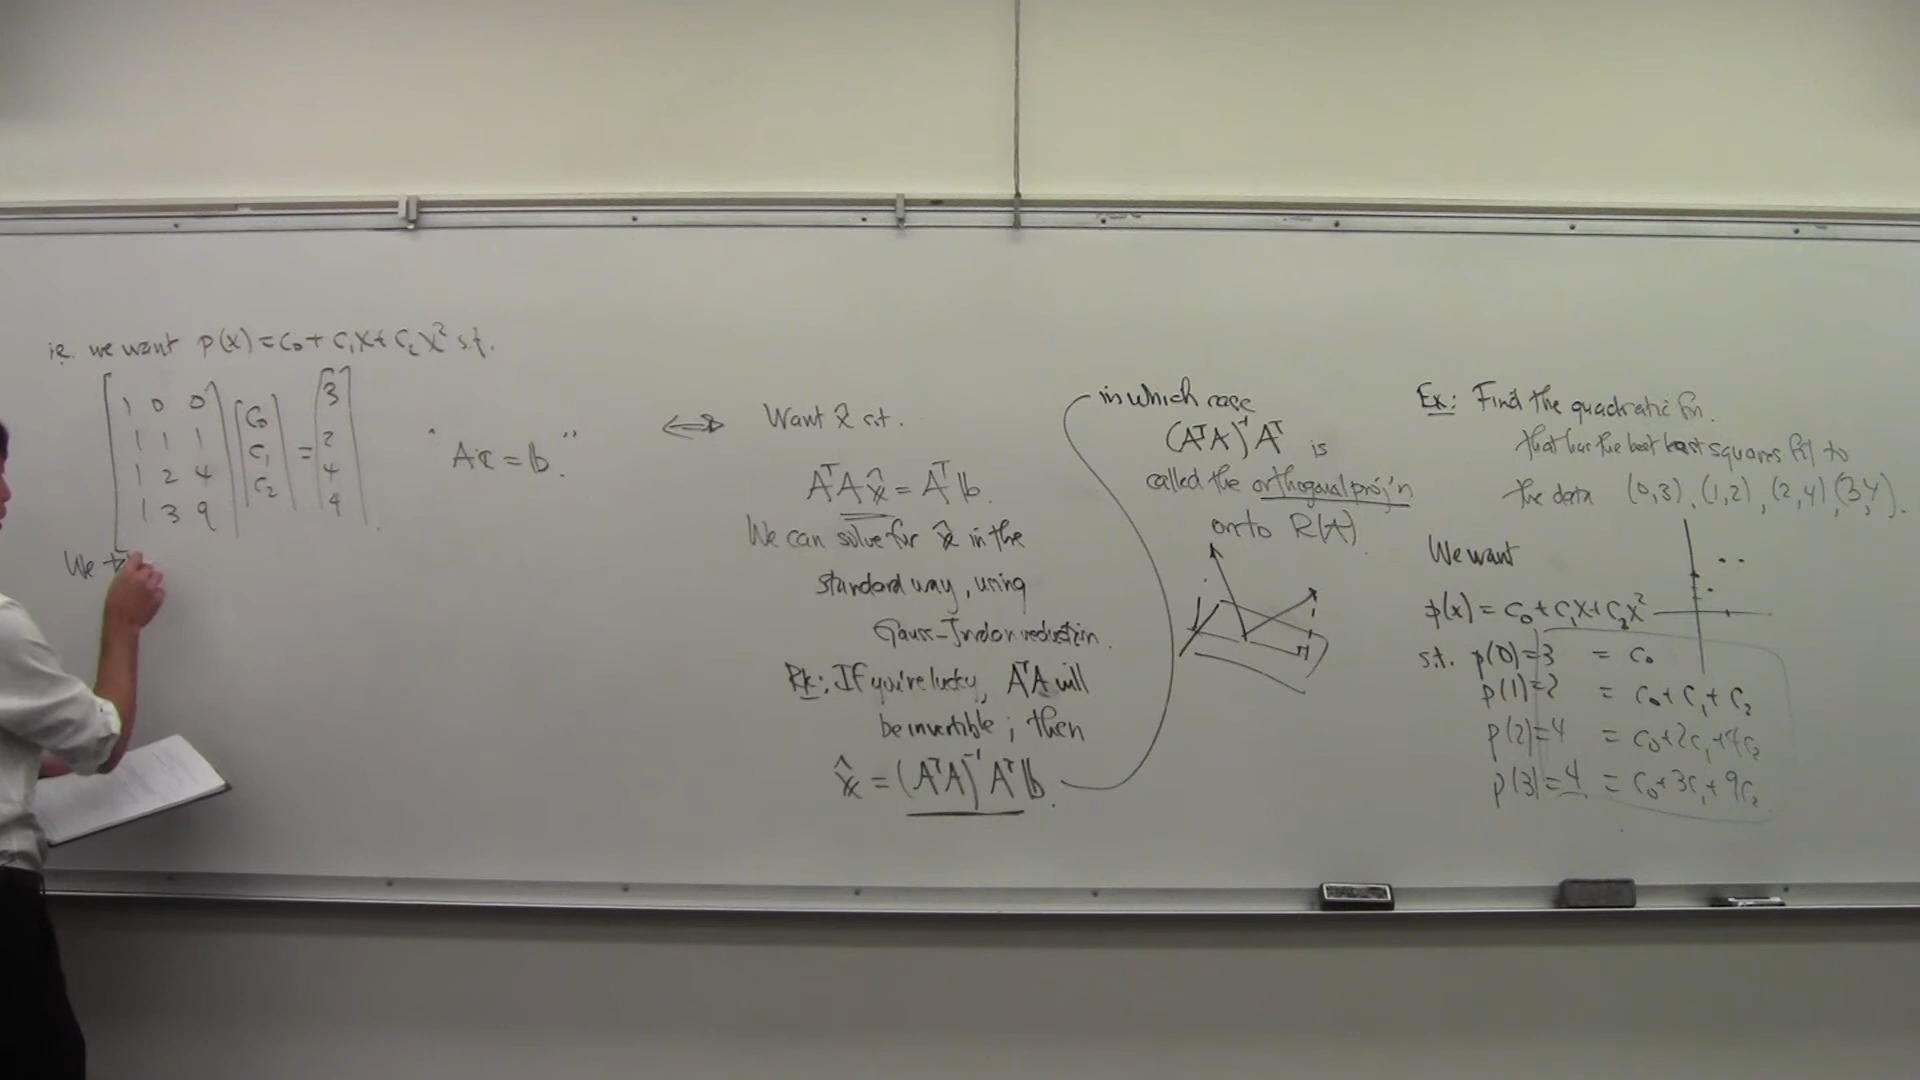 i.e. we want p(x) = c₀ + c₁x + c₂x² s.t.
[1 0 0; 1 1 1; 1 2 4; 1 3 9] [c₀; c₁; c₂] = [3; 2; 4; 4]
"Ac = b."
We
⟺ Want x̂ s.t.
AᵀA x̂ = Aᵀb.
We can solve for x̂ in the
standard way, using
Gauss-Jordan reduction.
Rk: If you're lucky, AᵀA will
be invertible; then
x̂ = (AᵀA)⁻¹Aᵀb.
in which case
(AᵀA)⁻¹Aᵀ is
called the orthogonal proj'n
onto R(A).
Ex: Find the quadratic fn.
that has the best least squares fit to
the data (0,3), (1,2), (2,4) (3,4).
We want
p(x) = c₀ + c₁x + c₂x²
s.t. p(0)=3 = c₀
p(1)=2 = c₀+c₁+c₂
p(2)=4 = c₀+2c₁+4c₂
p(3)=4 = c₀+3c₁+9c₂